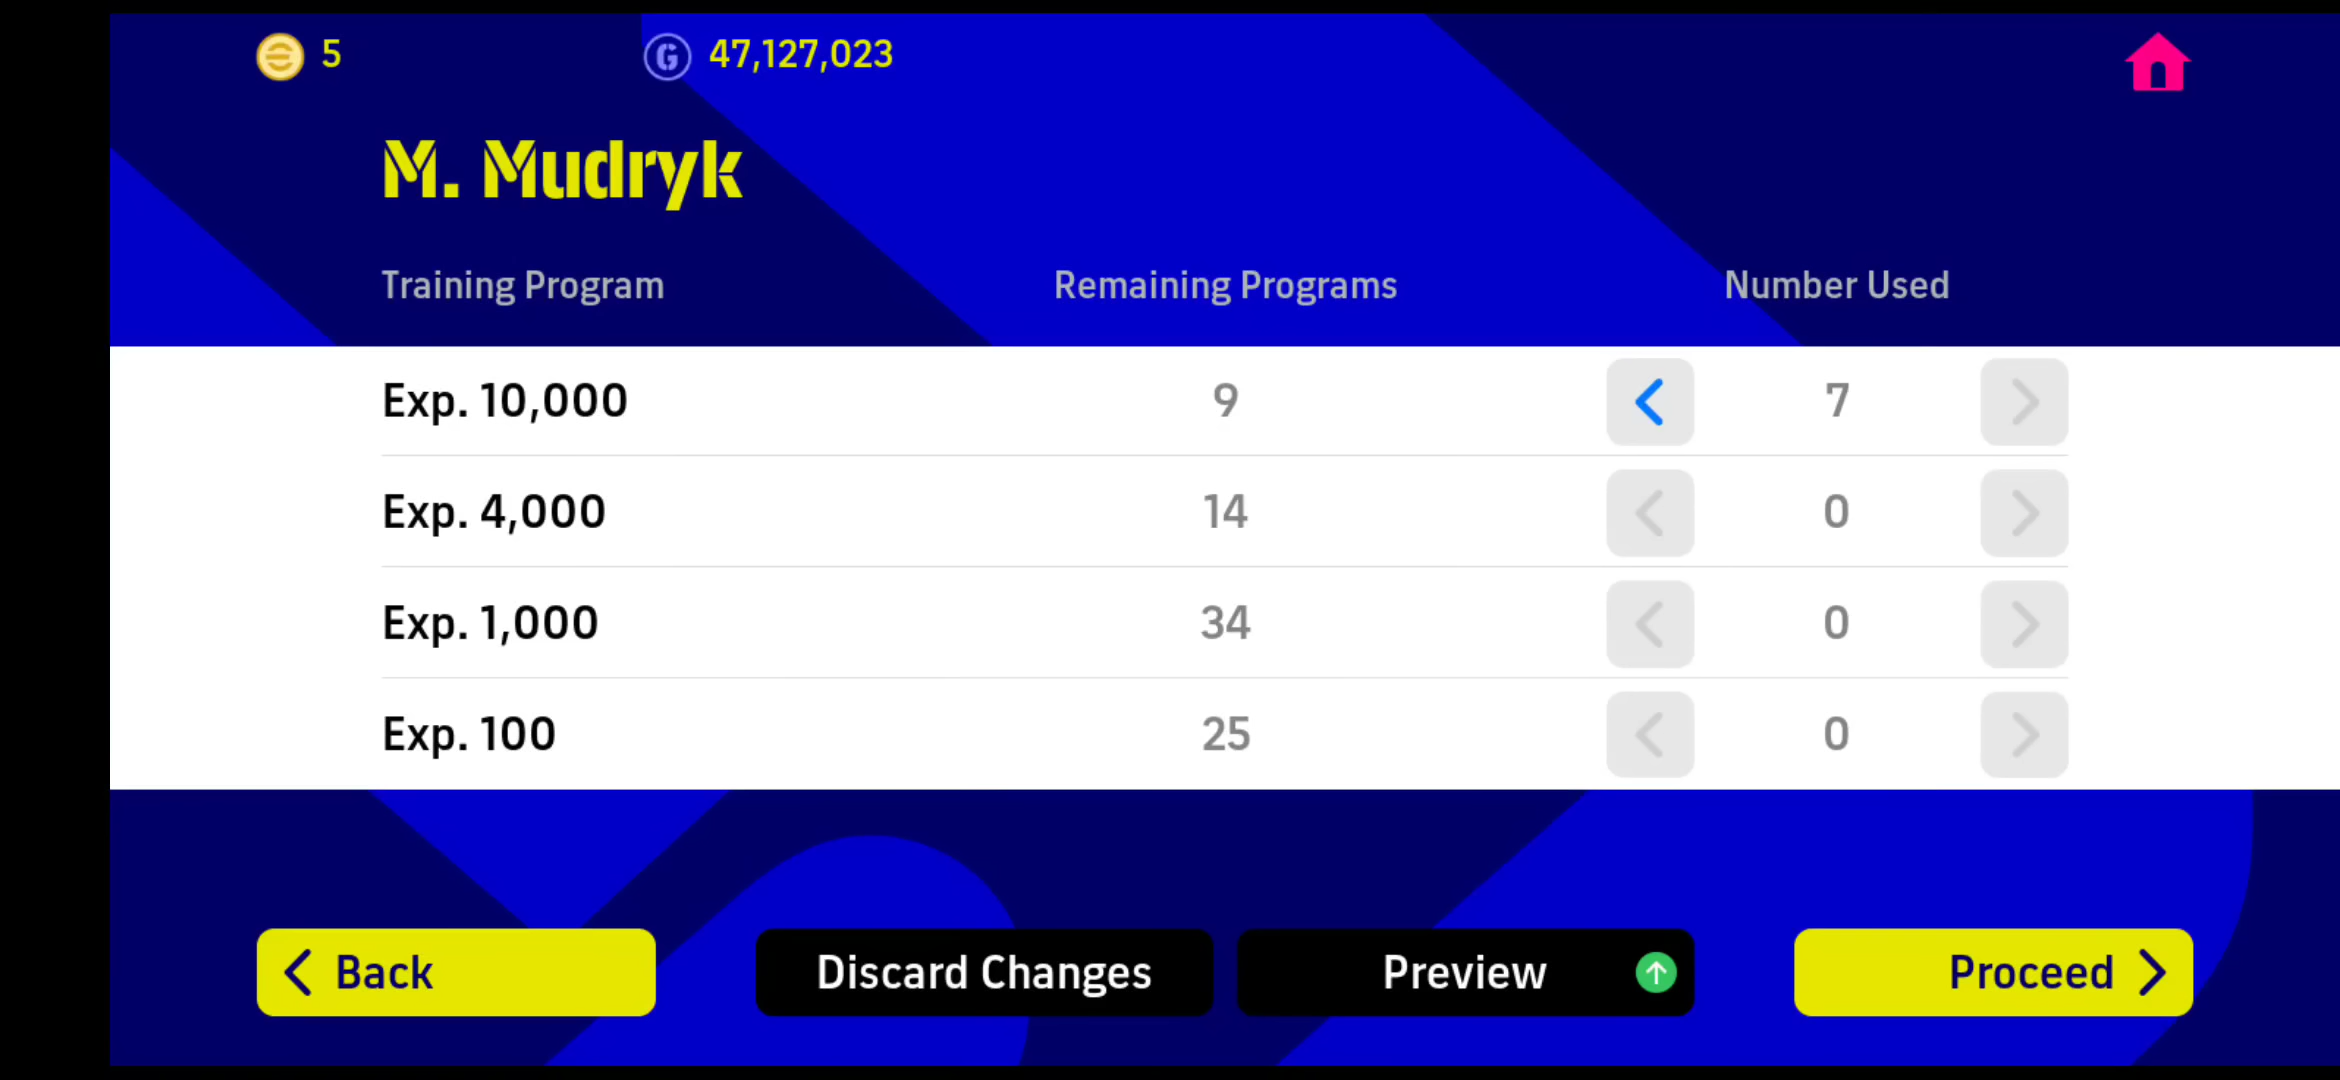 5 47,127,023
M. Mudryk
Training Program Remaining Programs Number Used
Exp. 10,000 9 7
Exp. 4,000 14 0
Exp. 1,000 34 0
Exp. 100 25 0
Back Discard Changes Preview Proceed